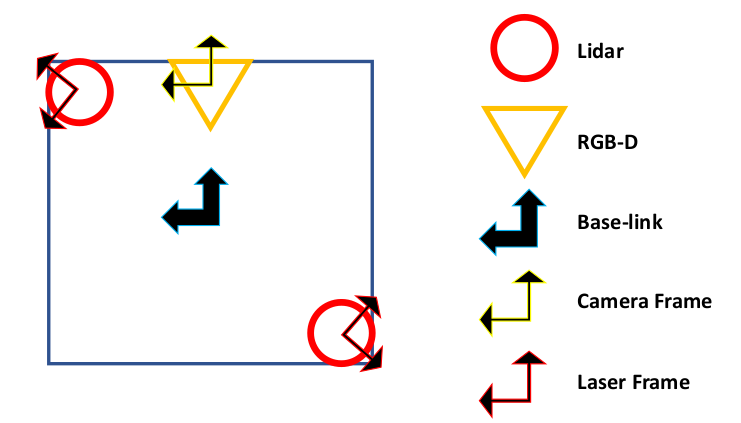 Lidar
RGB-D
Base-link
Camera Frame
Laser Frame